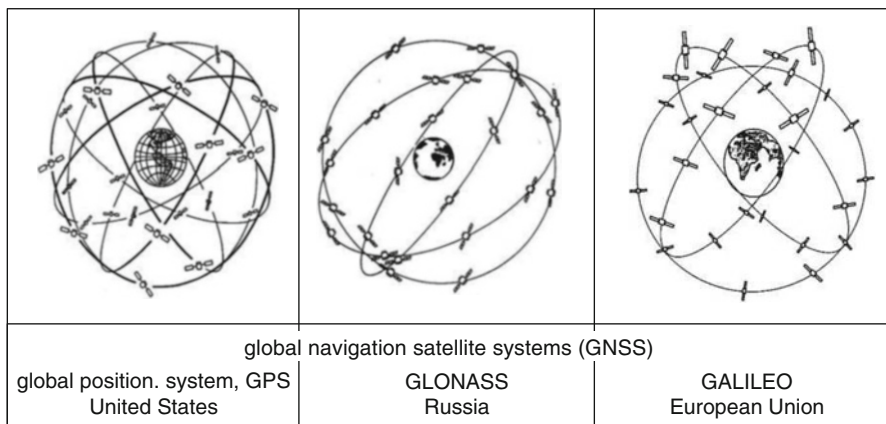 global navigation satellite systems (GNSS)
global position. system, GPS
United States
GLONASS
Russia
GALILEO
European Union